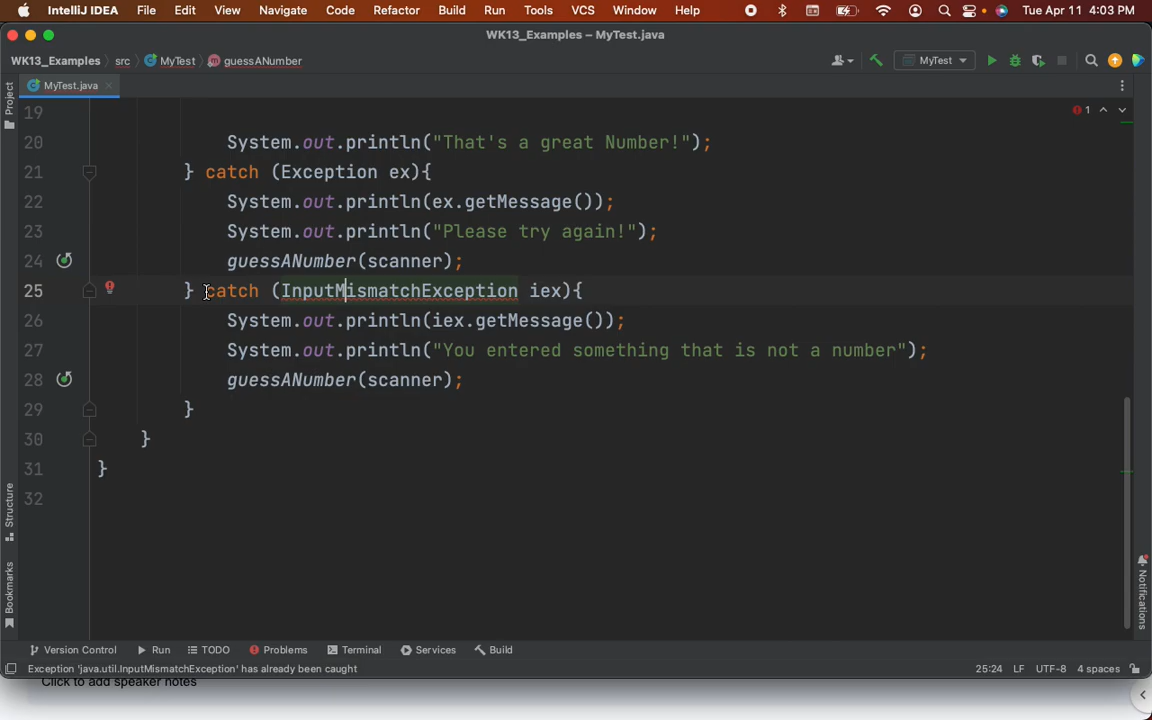 IntelliJ IDEA File Edit View Navigate Code Refactor Build Run Tools VCS Window Help Tue Apr 11 4:03 PM
WK13_Examples – MyTest.java
WK13_Examples src MyTest guessANumber MyTest
Project MyTest.java
19 1
20 System.out.println("That's a great Number!");
21 } catch (Exception ex){
22 System.out.println(ex.getMessage());
23 System.out.println("Please try again!");
24 guessANumber(scanner);
25 } catch (InputMismatchException iex){
26 System.out.println(iex.getMessage());
27 System.out.println("You entered something that is not a number");
28 guessANumber(scanner);
29 }
30 }
31 }
32
Structure
Bookmarks
Notifications
Version Control Run TODO Problems Terminal Services Build
Exception 'java.util.InputMismatchException' has already been caught 25:24 LF UTF-8 4 spaces
Click to add speaker notes